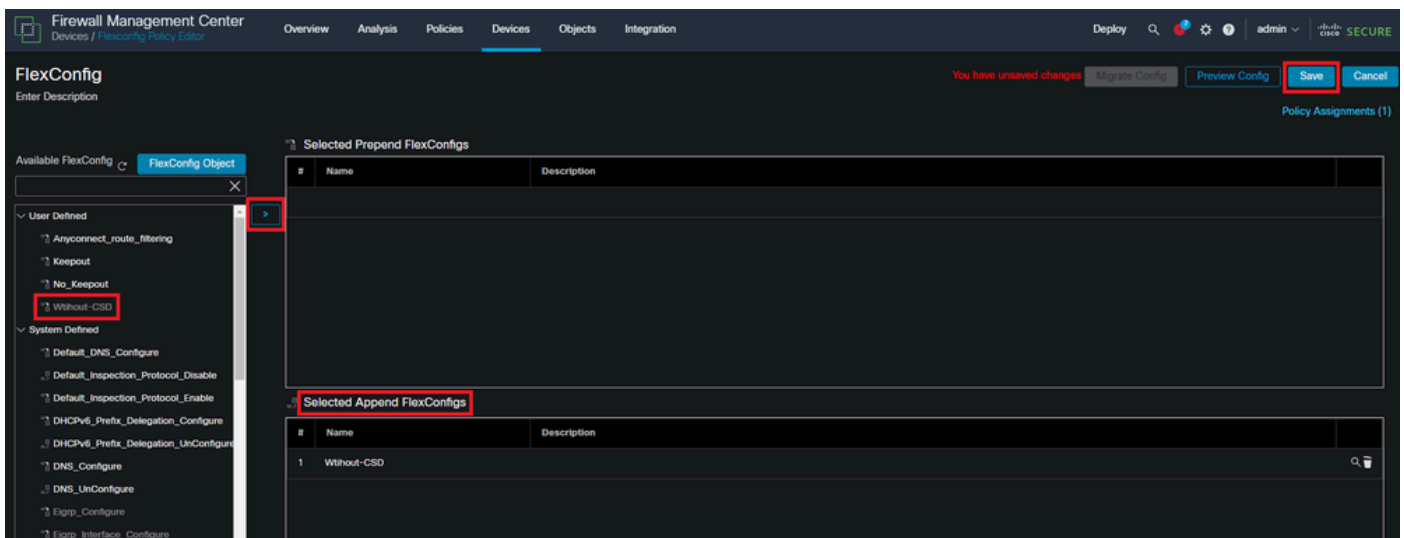 Firewall Management Center
Devices / Flexconfig Policy Editor
Overview Analysis Policies Devices Objects Integration
Deploy admin cisco SECURE
FlexConfig
Enter Description
You have unsaved changes Migrate Config Preview Config Save Cancel
Policy Assignments (1)
Available FlexConfig FlexConfig Object
User Defined
Anyconnect_route_filtering
Keepout
No_Keepout
Wtihout-CSD
System Defined
Default_DNS_Configure
Default_Inspection_Protocol_Disable
Default_Inspection_Protocol_Enable
DHCPv6_Prefix_Delegation_Configure
DHCPv6_Prefix_Delegation_UnConfigure
DNS_Configure
DNS_UnConfigure
Eigrp_Configure
Eigrp_Interface_Configure
>
Selected Prepend FlexConfigs
# Name Description
Selected Append FlexConfigs
# Name Description
1 Wtihout-CSD